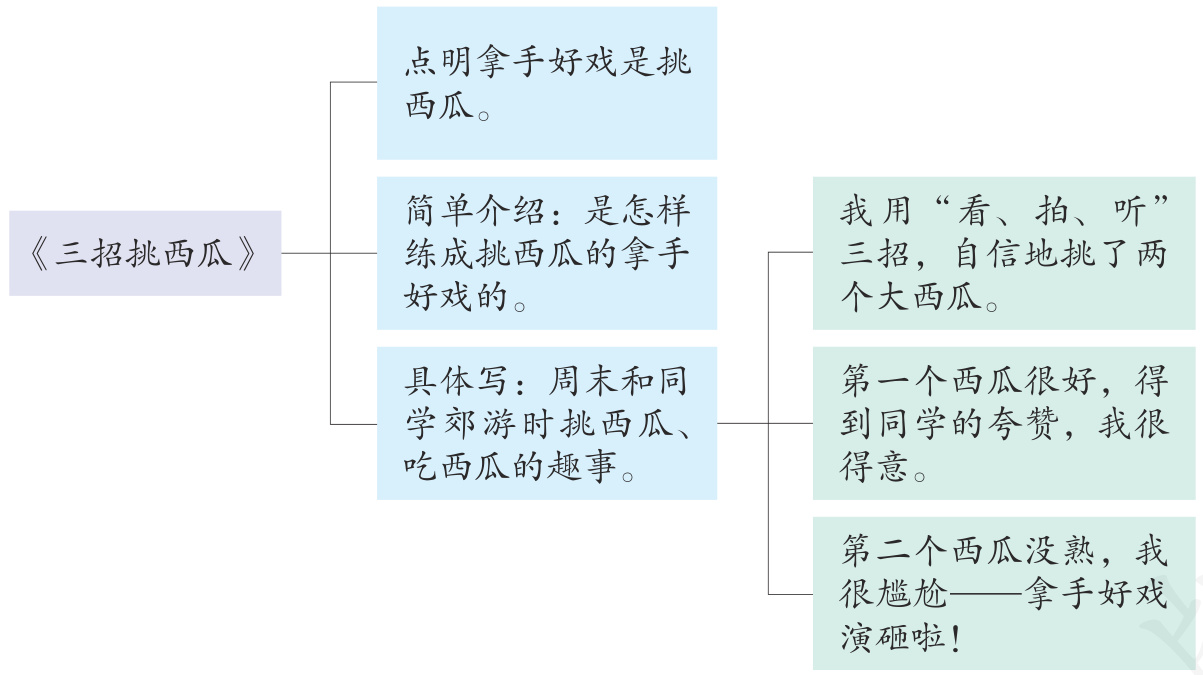 《三招挑西瓜》
点明拿手好戏是挑
西瓜。
简单介绍：是怎样
练成挑西瓜的拿手
好戏的。
具体写：周末和同
学郊游时挑西瓜、
吃西瓜的趣事。
我用“看、拍、听”
三招，自信地挑了两
个大西瓜。
第一个西瓜很好，得
到同学的夸赞，我很
得意。
第二个西瓜没熟，我
很尴尬——拿手好戏
演砸啦！